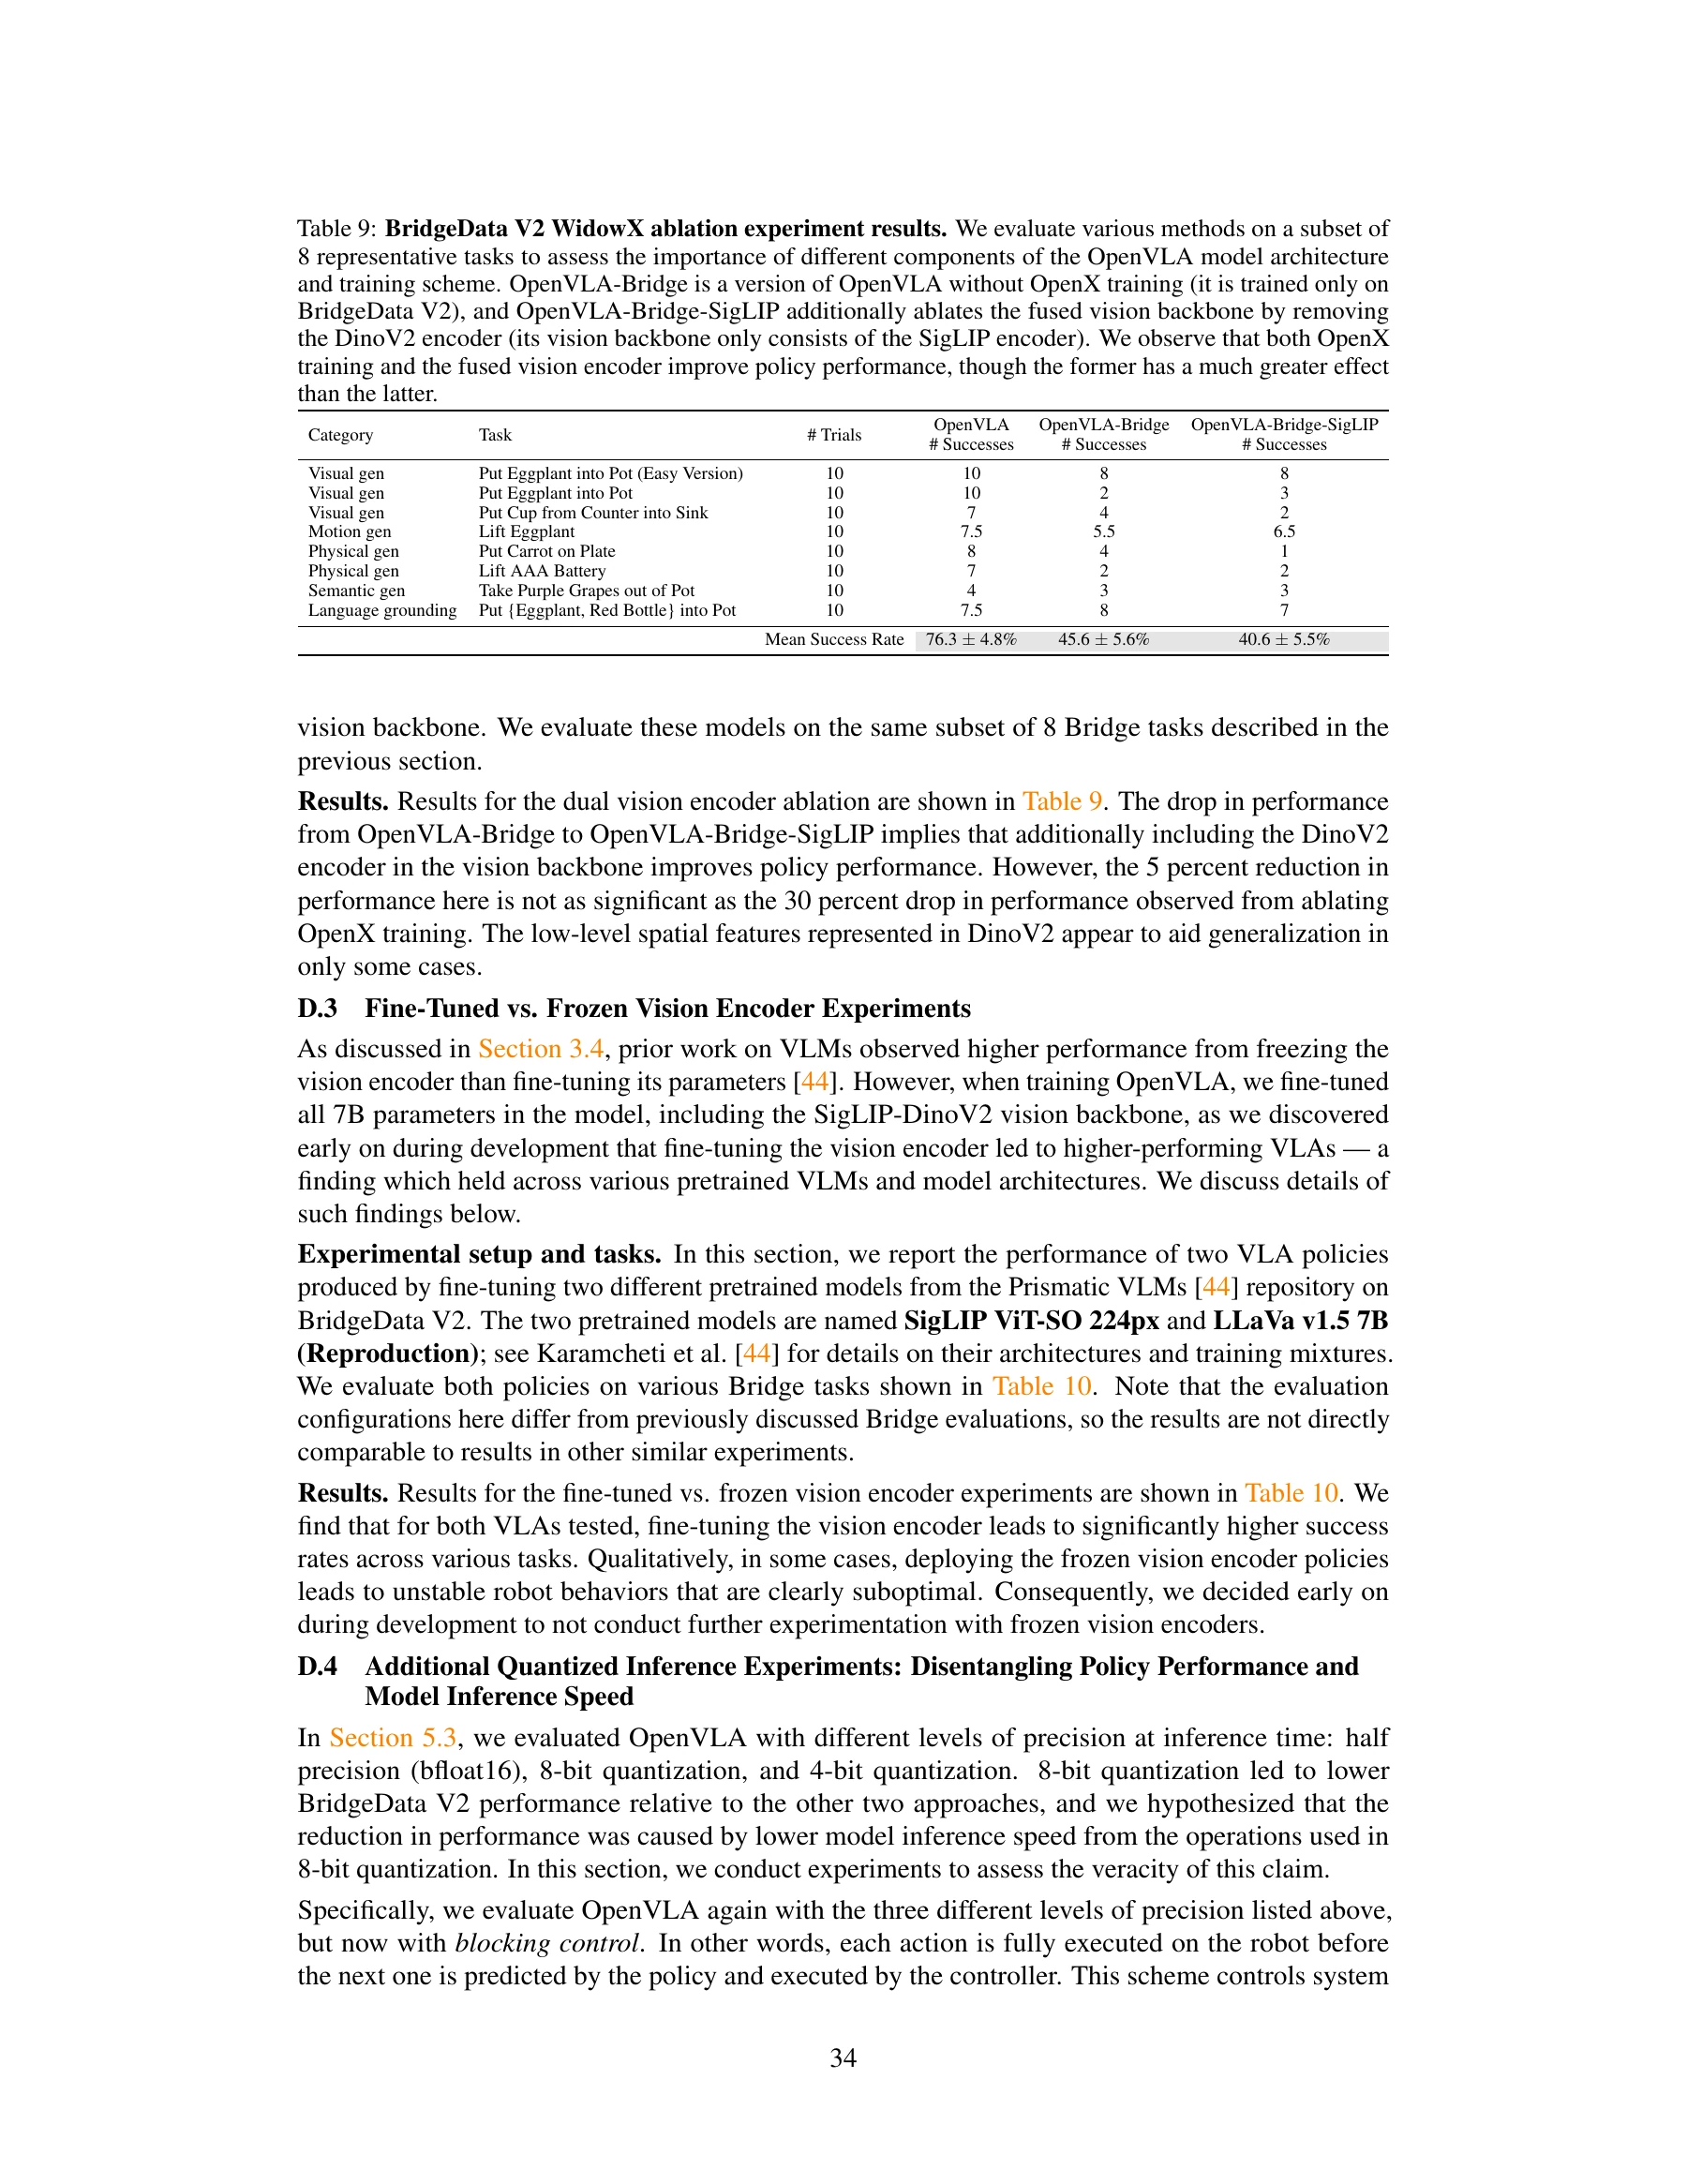 Table 9: BridgeData V2 WidowX ablation experiment results. We evaluate various methods on a subset of
8 representative tasks to assess the importance of different components of the OpenVLA model architecture
and training scheme. OpenVLA-Bridge is a version of OpenVLA without OpenX training (it is trained only on
BridgeData V2), and OpenVLA-Bridge-SigLIP additionally ablates the fused vision backbone by removing
the DinoV2 encoder (its vision backbone only consists of the SigLIP encoder). We observe that both OpenX
training and the fused vision encoder improve policy performance, though the former has a much greater effect
than the latter.
Category Task # Trials OpenVLA # Successes OpenVLA-Bridge # Successes OpenVLA-Bridge-SigLIP # Successes
Visual gen Put Eggplant into Pot (Easy Version) 10 10 8 8
Visual gen Put Eggplant into Pot 10 10 2 3
Visual gen Put Cup from Counter into Sink 10 7 4 2
Motion gen Lift Eggplant 10 7.5 5.5 6.5
Physical gen Put Carrot on Plate 10 8 4 1
Physical gen Lift AAA Battery 10 7 2 2
Semantic gen Take Purple Grapes out of Pot 10 4 3 3
Language grounding Put {Eggplant, Red Bottle} into Pot 10 7.5 8 7
Mean Success Rate 76.3 ± 4.8% 45.6 ± 5.6% 40.6 ± 5.5%
vision backbone. We evaluate these models on the same subset of 8 Bridge tasks described in the
previous section.
Results. Results for the dual vision encoder ablation are shown in Table 9. The drop in performance
from OpenVLA-Bridge to OpenVLA-Bridge-SigLIP implies that additionally including the DinoV2
encoder in the vision backbone improves policy performance. However, the 5 percent reduction in
performance here is not as significant as the 30 percent drop in performance observed from ablating
OpenX training. The low-level spatial features represented in DinoV2 appear to aid generalization in
only some cases.
D.3 Fine-Tuned vs. Frozen Vision Encoder Experiments
As discussed in Section 3.4, prior work on VLMs observed higher performance from freezing the
vision encoder than fine-tuning its parameters [44]. However, when training OpenVLA, we fine-tuned
all 7B parameters in the model, including the SigLIP-DinoV2 vision backbone, as we discovered
early on during development that fine-tuning the vision encoder led to higher-performing VLAs — a
finding which held across various pretrained VLMs and model architectures. We discuss details of
such findings below.
Experimental setup and tasks. In this section, we report the performance of two VLA policies
produced by fine-tuning two different pretrained models from the Prismatic VLMs [44] repository on
BridgeData V2. The two pretrained models are named SigLIP ViT-SO 224px and LLaVa v1.5 7B
(Reproduction); see Karamcheti et al. [44] for details on their architectures and training mixtures.
We evaluate both policies on various Bridge tasks shown in Table 10. Note that the evaluation
configurations here differ from previously discussed Bridge evaluations, so the results are not directly
comparable to results in other similar experiments.
Results. Results for the fine-tuned vs. frozen vision encoder experiments are shown in Table 10. We
find that for both VLAs tested, fine-tuning the vision encoder leads to significantly higher success
rates across various tasks. Qualitatively, in some cases, deploying the frozen vision encoder policies
leads to unstable robot behaviors that are clearly suboptimal. Consequently, we decided early on
during development to not conduct further experimentation with frozen vision encoders.
D.4 Additional Quantized Inference Experiments: Disentangling Policy Performance and
Model Inference Speed
In Section 5.3, we evaluated OpenVLA with different levels of precision at inference time: half
precision (bfloat16), 8-bit quantization, and 4-bit quantization. 8-bit quantization led to lower
BridgeData V2 performance relative to the other two approaches, and we hypothesized that the
reduction in performance was caused by lower model inference speed from the operations used in
8-bit quantization. In this section, we conduct experiments to assess the veracity of this claim.
Specifically, we evaluate OpenVLA again with the three different levels of precision listed above,
but now with blocking control. In other words, each action is fully executed on the robot before
the next one is predicted by the policy and executed by the controller. This scheme controls system
34